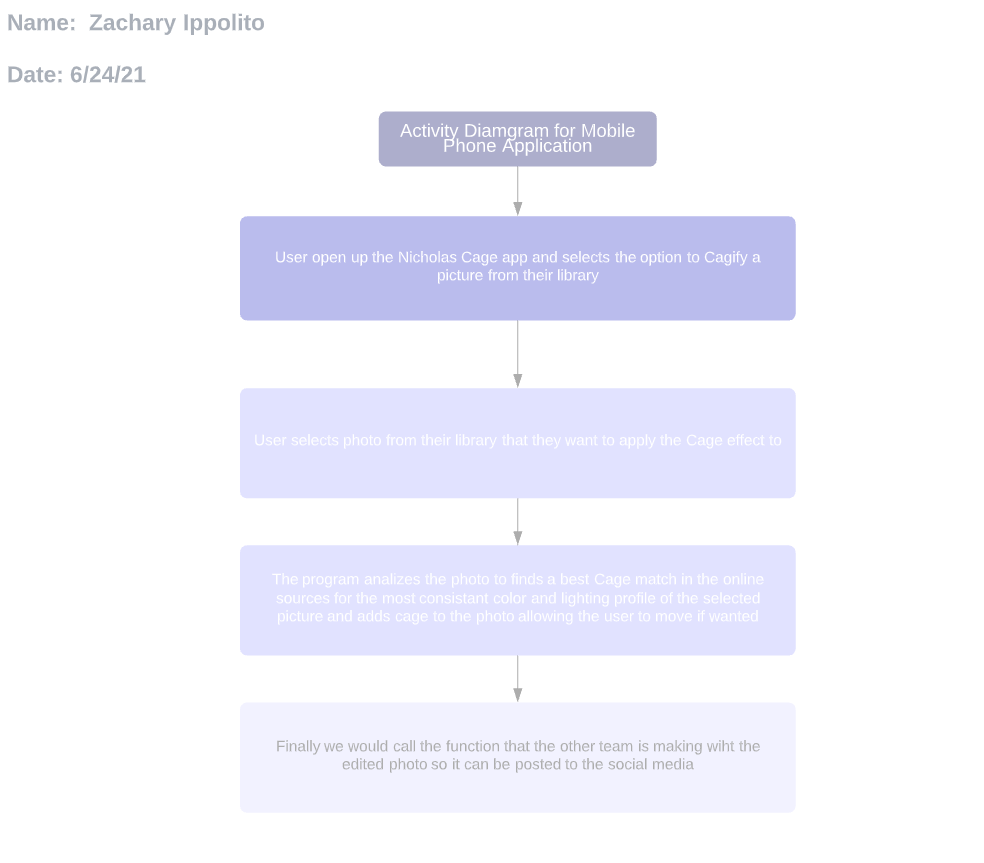 Name:  Zachary Ippolito
Date: 6/24/21
Activity Diamgram for Mobile
Phone Application
User open up the Nicholas Cage app and selects the option to Cagify a
picture from their library
User selects photo from their library that they want to apply the Cage effect to
The program analizes the photo to finds a best Cage match in the online
sources for the most consistant color and lighting profile of the selected
picture and adds cage to the photo allowing the user to move if wanted
Finally we would call the function that the other team is making wiht the
edited photo so it can be posted to the social media